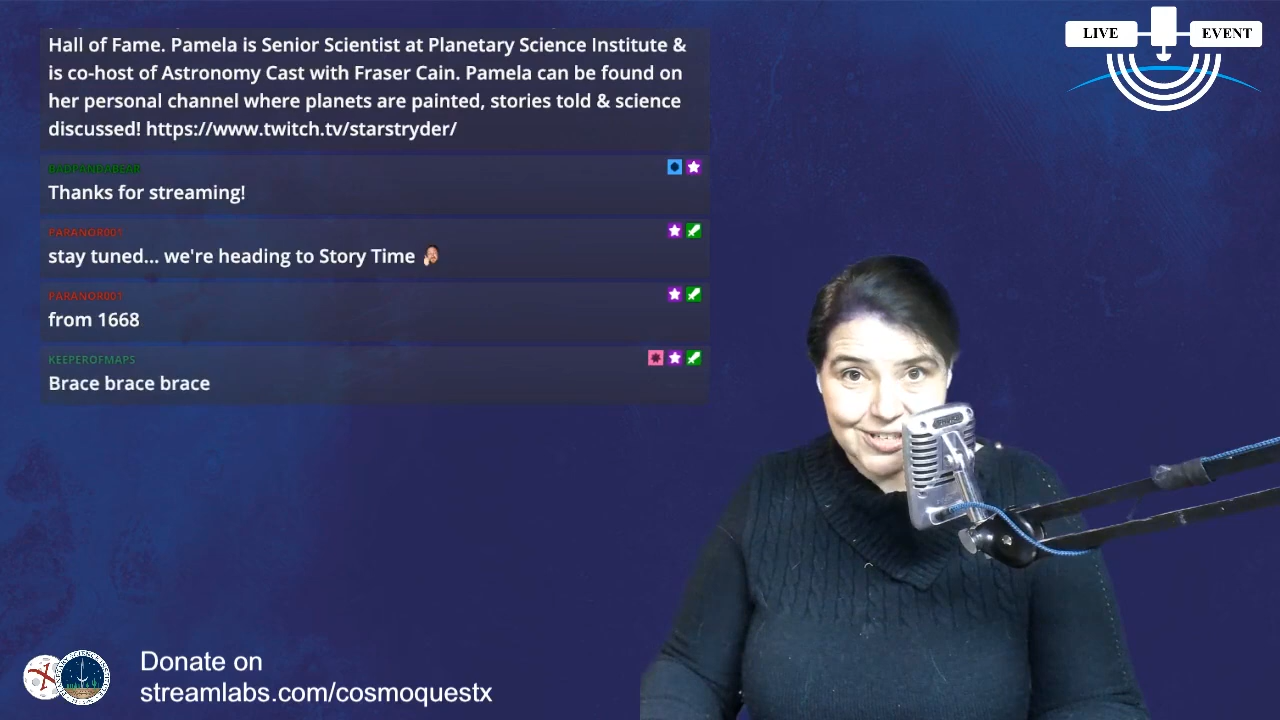 Hall of Fame. Pamela is Senior Scientist at Planetary Science Institute &
is co-host of Astronomy Cast with Fraser Cain. Pamela can be found on
her personal channel where planets are painted, stories told & science
discussed! https://www.twitch.tv/starstryder/
Thanks for streaming!
PARANOR001
stay tuned... we're heading to Story Time
PARANOR001
from 1668
KEEPEROFMAPS
Brace brace brace
LIVE EVENT
Donate on
streamlabs.com/cosmoquestx